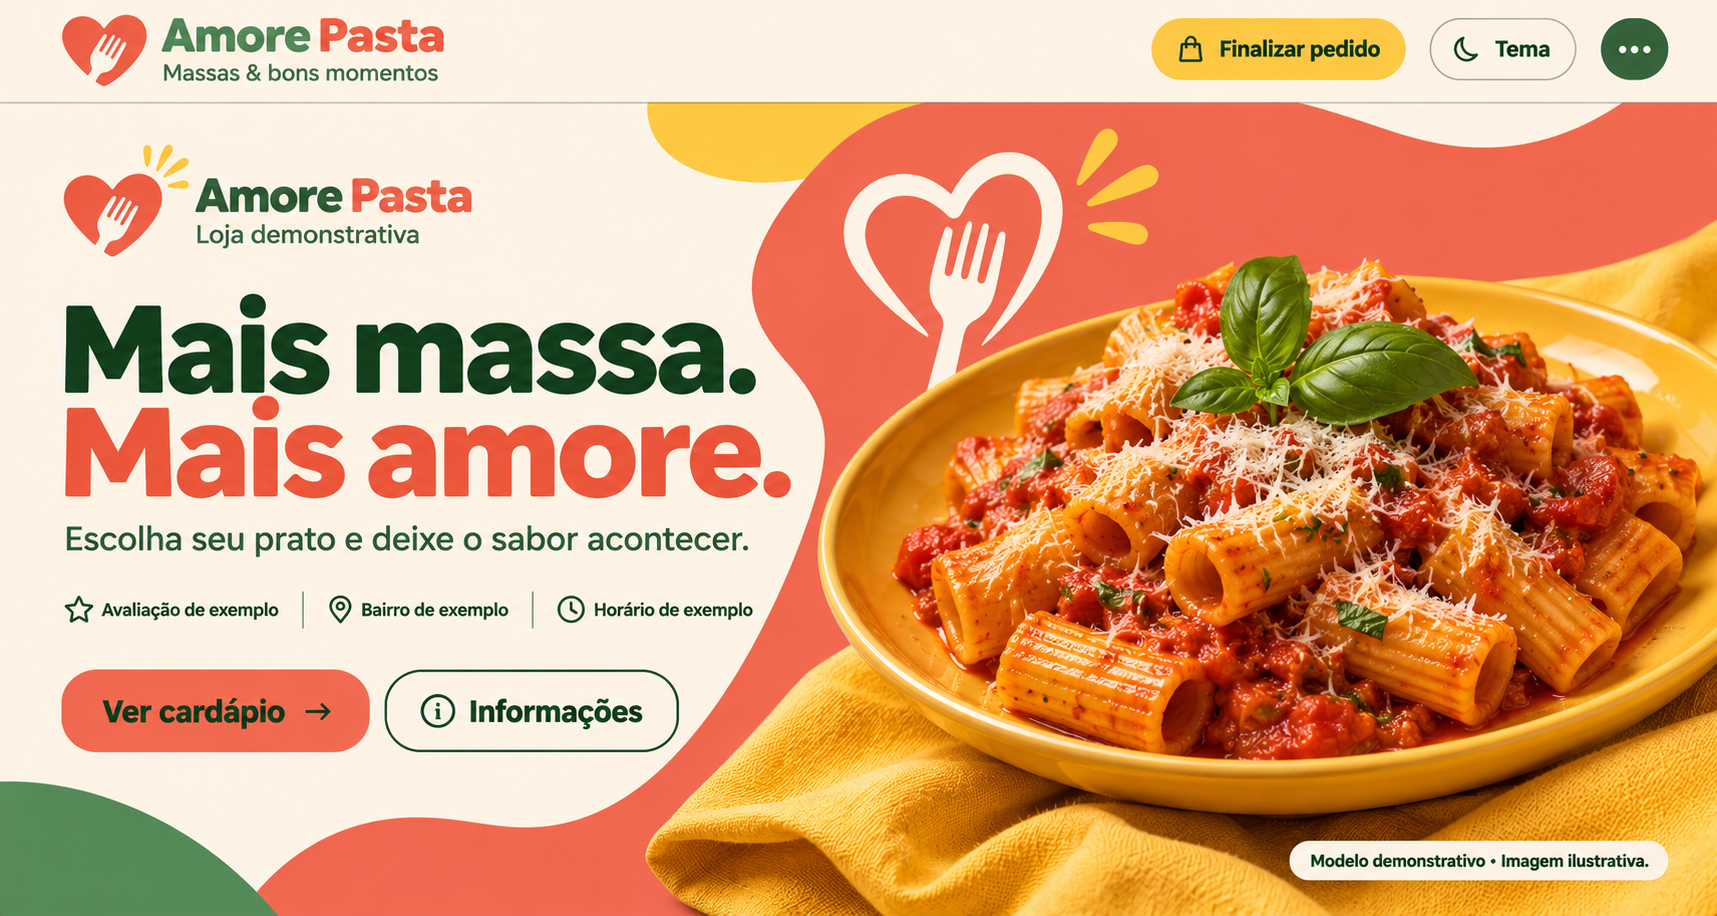 Amore Pasta
Massas & bons momentos
Finalizar pedido
Tema
Amore Pasta
Loja demonstrativa
Mais massa.
Mais amore.
Escolha seu prato e deixe o sabor acontecer.
Avaliação de exemplo
Bairro de exemplo
Horário de exemplo
Ver cardápio →
Informações
Modelo demonstrativo • Imagem ilustrativa.